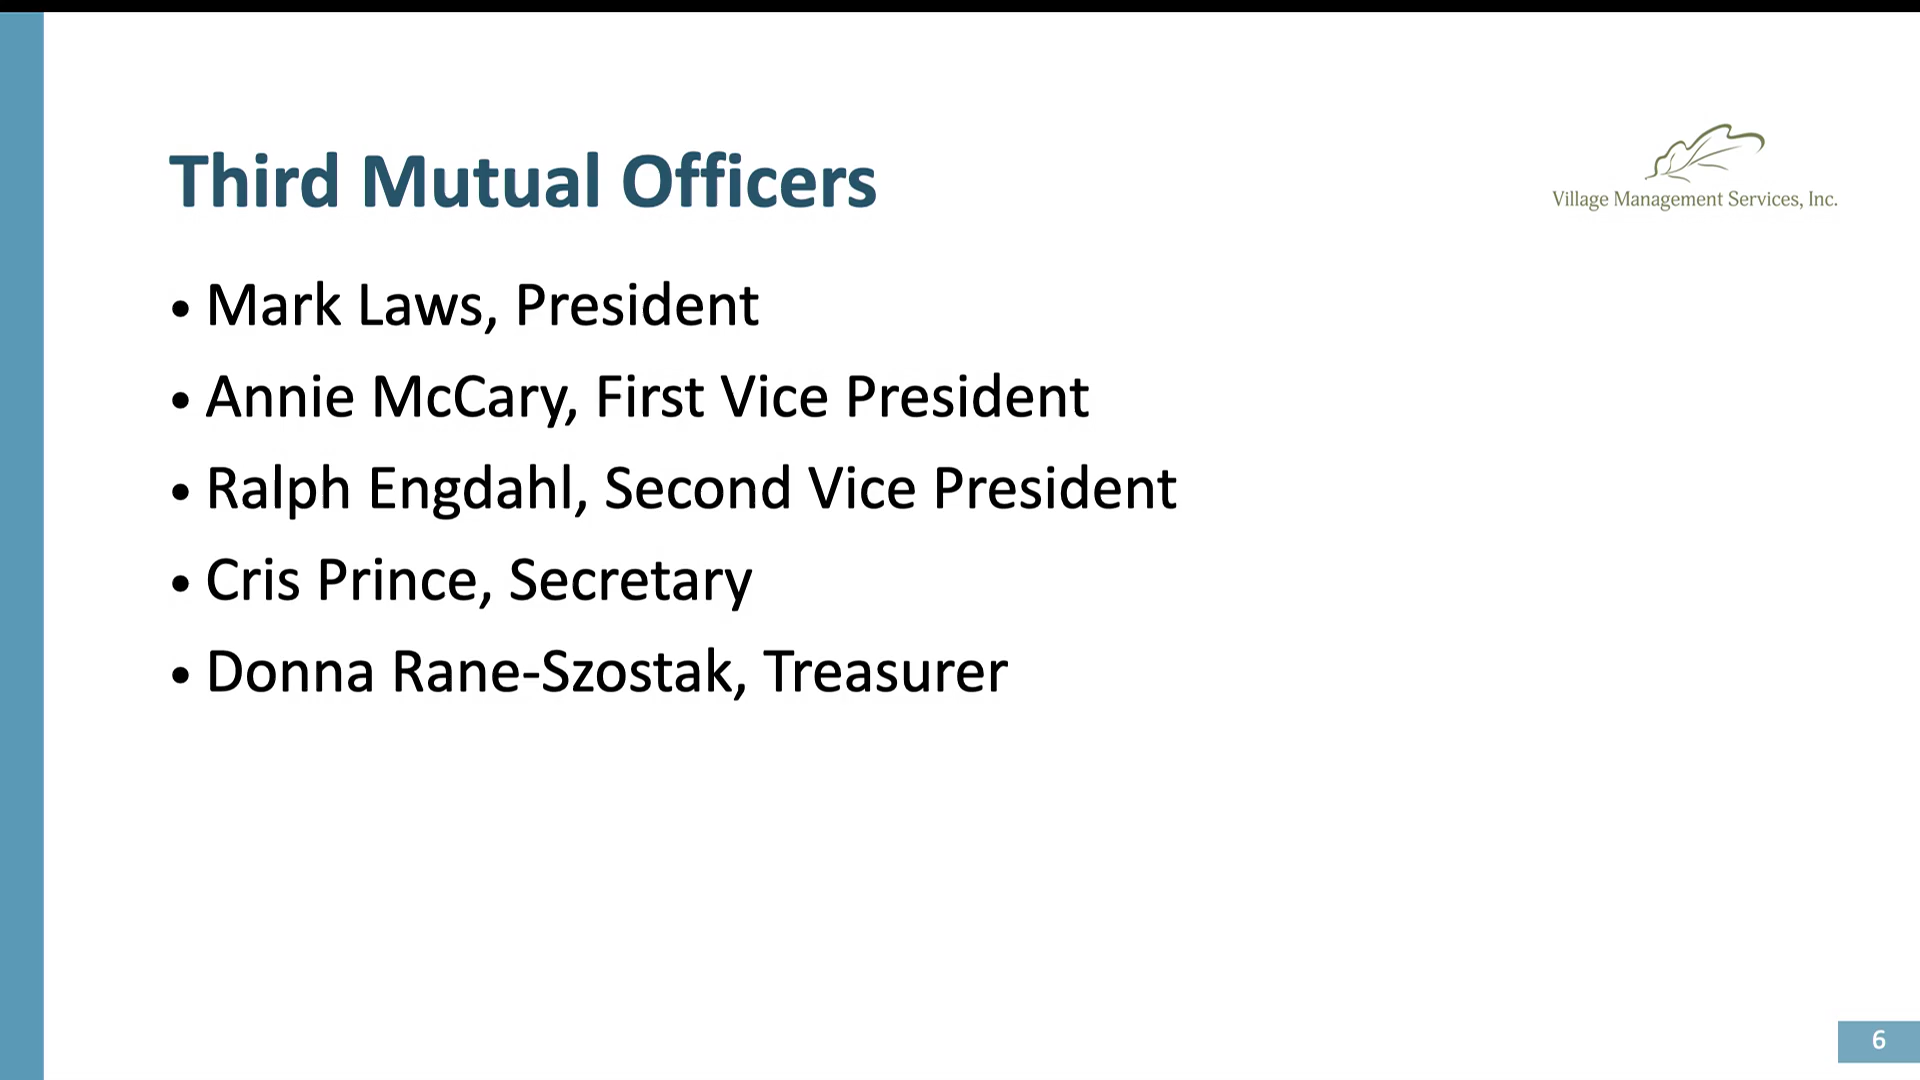 Third Mutual Officers
Village Management Services, Inc.
• Mark Laws, President
• Annie McCary, First Vice President
• Ralph Engdahl, Second Vice President
• Cris Prince, Secretary
• Donna Rane-Szostak, Treasurer
6